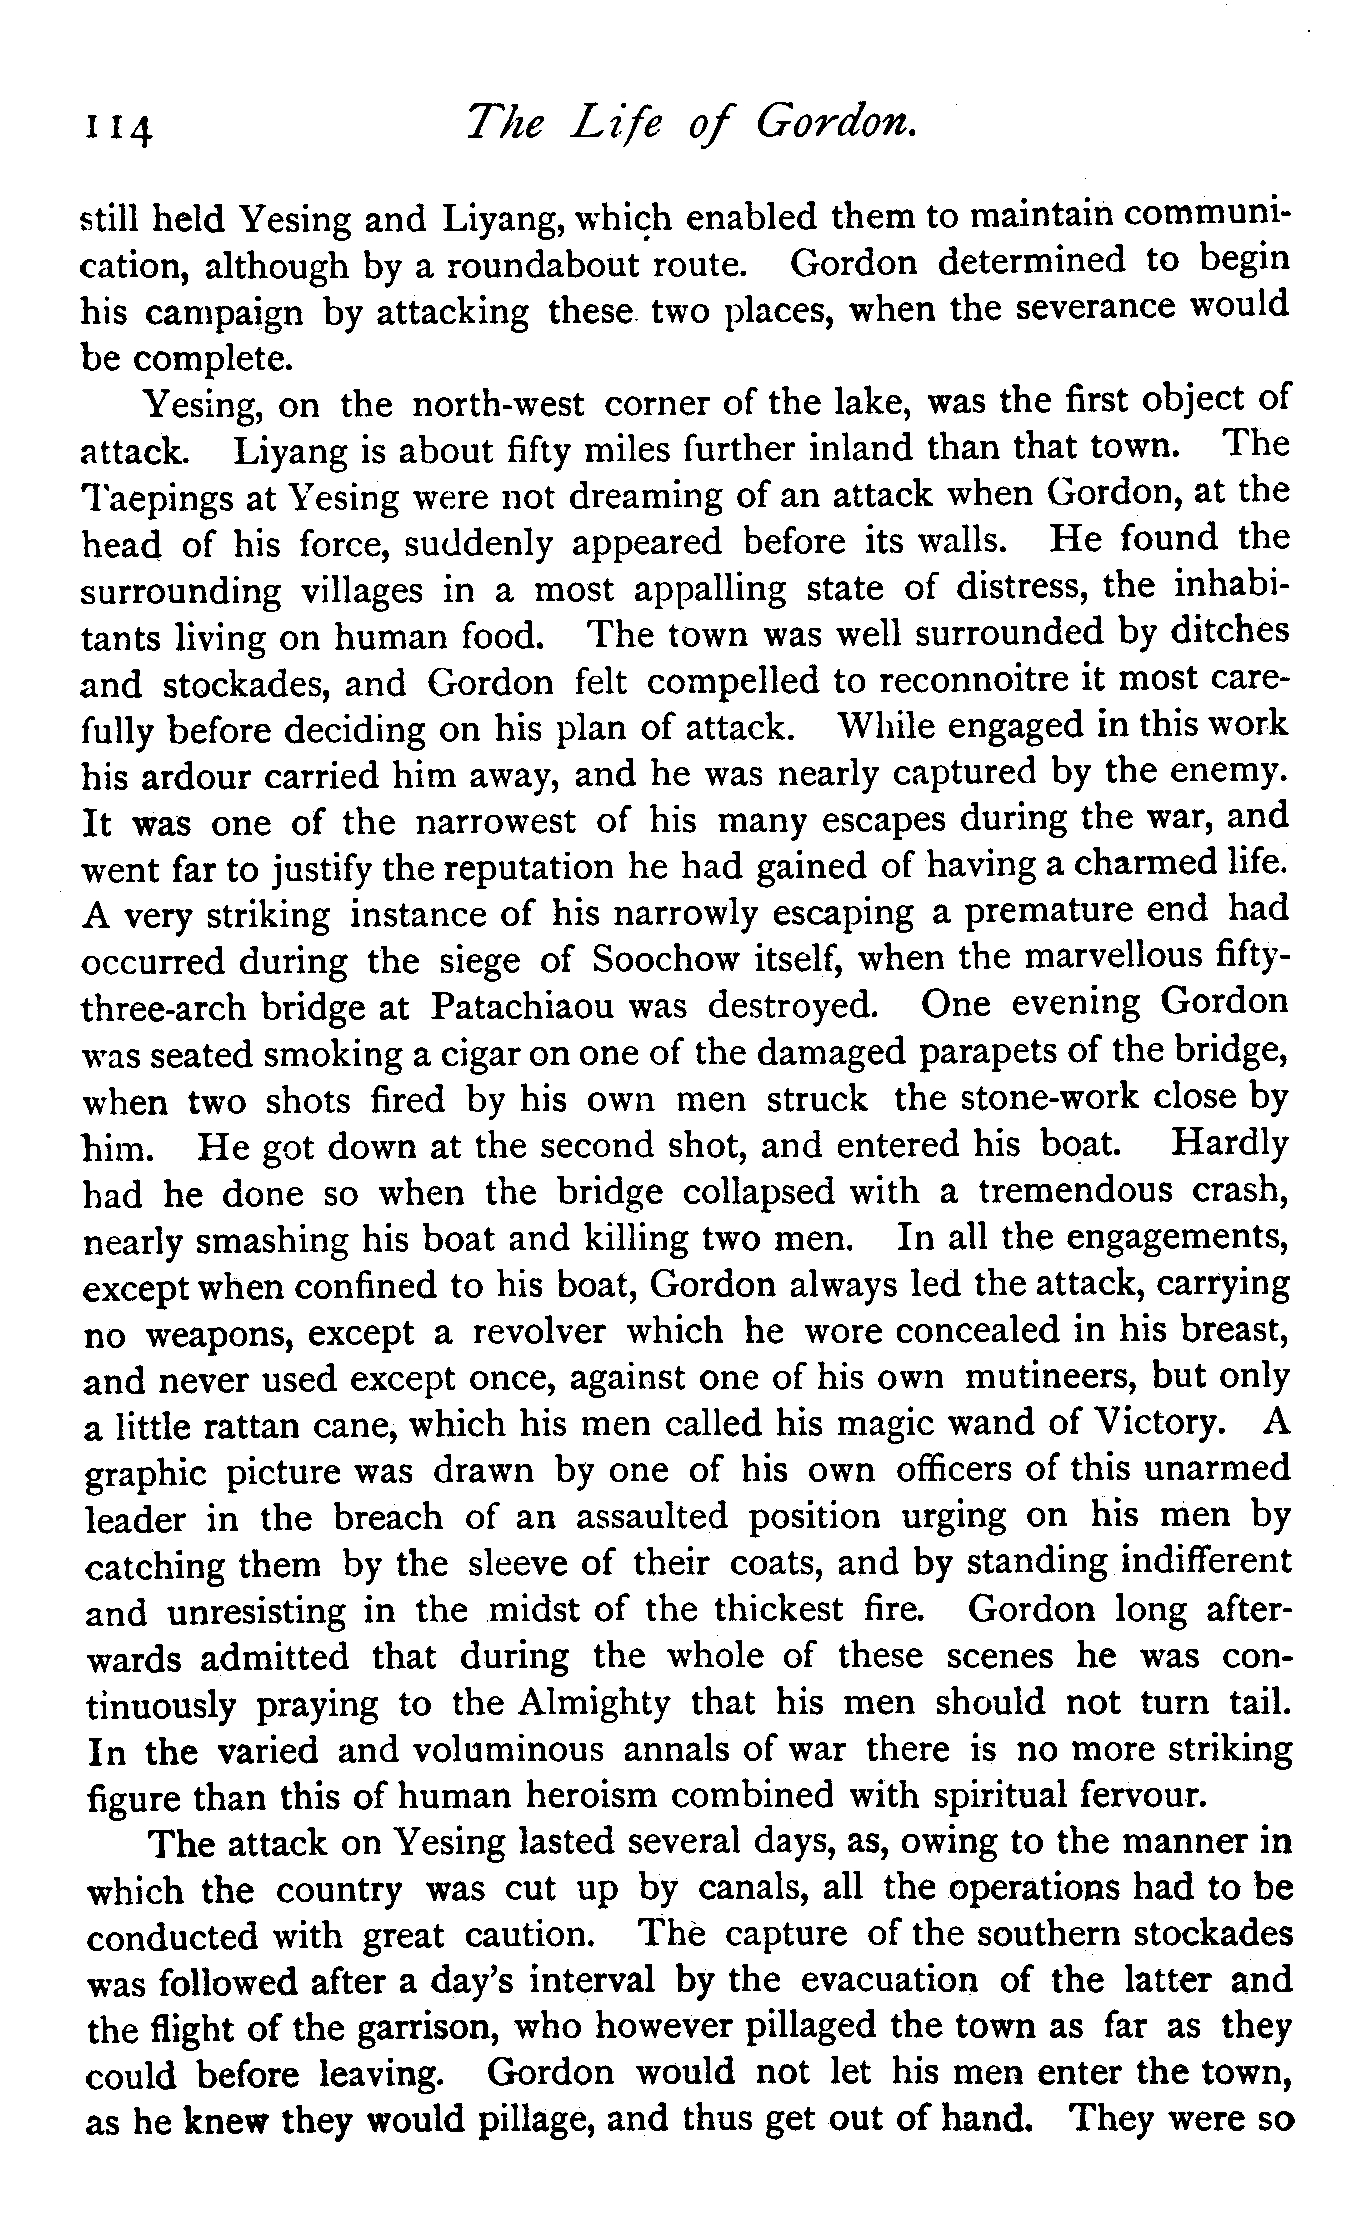 114 The Life of Gordon.
still held Yesing and Liyang, which enabled them to maintain communi-
cation, although by a roundabout route. Gordon determined to begin
his campaign by attacking these two places, when the severance would
be complete.
Yesing, on the north-west corner of the lake, was the first object of
attack. Liyang is about fifty miles further inland than that town. The
Taepings at Yesing were not dreaming of an attack when Gordon, at the
head of his force, suddenly appeared before its walls. He found the
surrounding villages in a most appalling state of distress, the inhabi-
tants living on human food. The town was well surrounded by ditches
and stockades, and Gordon felt compelled to reconnoitre it most care-
fully before deciding on his plan of attack. While engaged in this work
his ardour carried him away, and he was nearly captured by the enemy.
It was one of the narrowest of his many escapes during the war, and
went far to justify the reputation he had gained of having a charmed life.
A very striking instance of his narrowly escaping a premature end had
occurred during the siege of Soochow itself, when the marvellous fifty-
three-arch bridge at Patachiaou was destroyed. One evening Gordon
was seated smoking a cigar on one of the damaged parapets of the bridge,
when two shots fired by his own men struck the stone-work close by
him. He got down at the second shot, and entered his boat. Hardly
had he done so when the bridge collapsed with a tremendous crash,
nearly smashing his boat and killing two men. In all the engagements,
except when confined to his boat, Gordon always led the attack, carrying
no weapons, except a revolver which he wore concealed in his breast,
and never used except once, against one of his own mutineers, but only
a little rattan cane, which his men called his magic wand of Victory. A
graphic picture was drawn by one of his own officers of this unarmed
leader in the breach of an assaulted position urging on his men by
catching them by the sleeve of their coats, and by standing indifferent
and unresisting in the midst of the thickest fire. Gordon long after-
wards admitted that during the whole of these scenes he was con-
tinuously praying to the Almighty that his men should not turn tail.
In the varied and voluminous annals of war there is no more striking
figure than this of human heroism combined with spiritual fervour.
The attack on Yesing lasted several days, as, owing to the manner in
which the country was cut up by canals, all the operations had to be
conducted with great caution. The capture of the southern stockades
was followed after a day's interval by the evacuation of the latter and
the flight of the garrison, who however pillaged the town as far as they
could before leaving. Gordon would not let his men enter the town,
as he knew they would pillage, and thus get out of hand. They were so